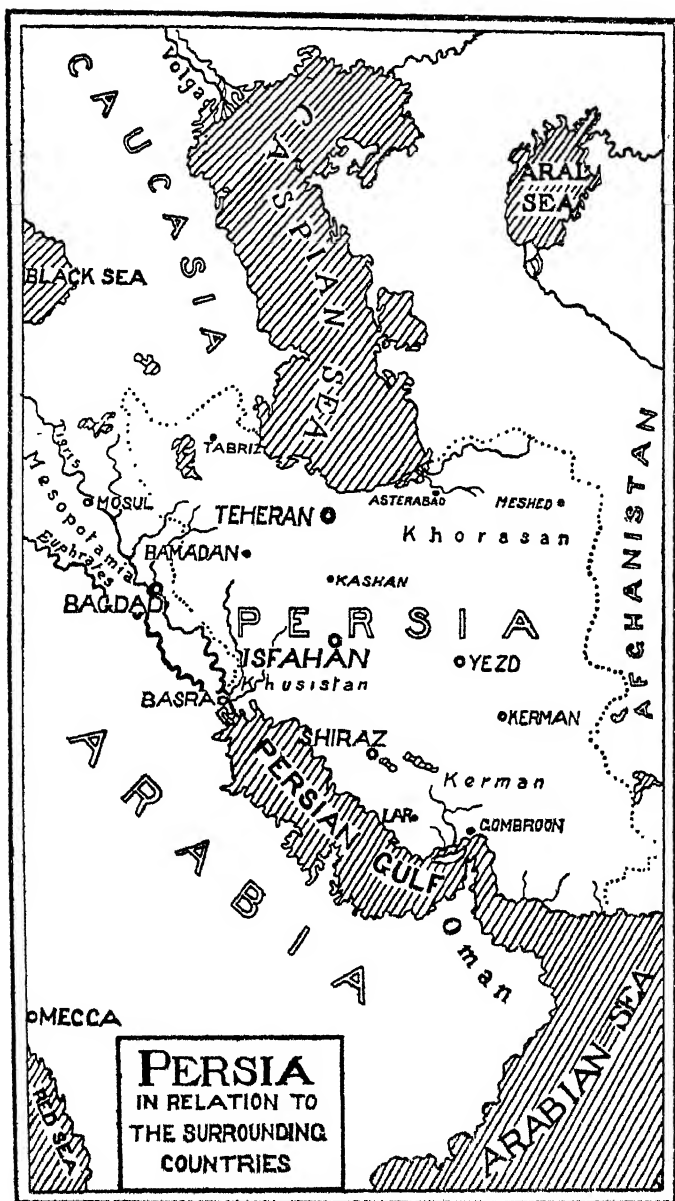 Volga
CAUCASIA
CASPIAN SEA
ARAL
SEA
BLACK SEA
AFGHANISTAN
TABRIZ
Tigris
Mesopotamia
MOSUL
Euphrates
ASTERABAD
MESHED
TEHERAN
Khorasan
BAMADAN
KASHAN
BAGDAD
PERSIA
ISFAHAN
YEZD
Khusistan
BASRA
KERMAN
SHIRAZ
Kerman
PERSIAN
GULF
LAR
GOMBROON
ARABIA
Oman
MECCA
RED SEA
ARABIAN SEA
PERSIA
IN RELATION TO
THE SURROUNDING
COUNTRIES